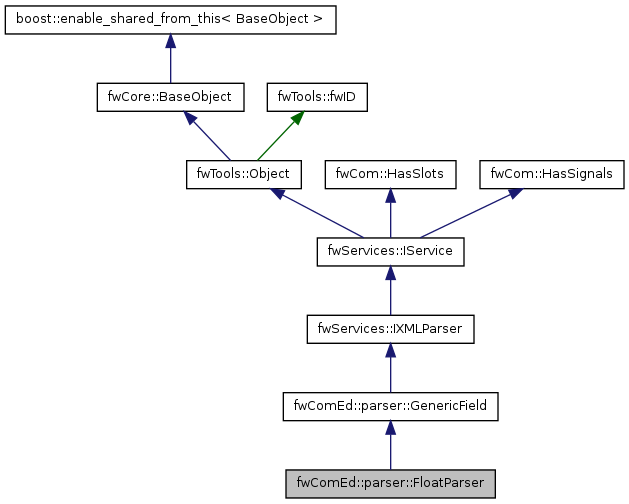 boost::enable_shared_from_this< BaseObject >
fwCore::BaseObject
fwTools::fwID
fwTools::Object
fwCom::HasSlots
fwCom::HasSignals
fwServices::IService
fwServices::IXMLParser
fwComEd::parser::GenericField
fwComEd::parser::FloatParser